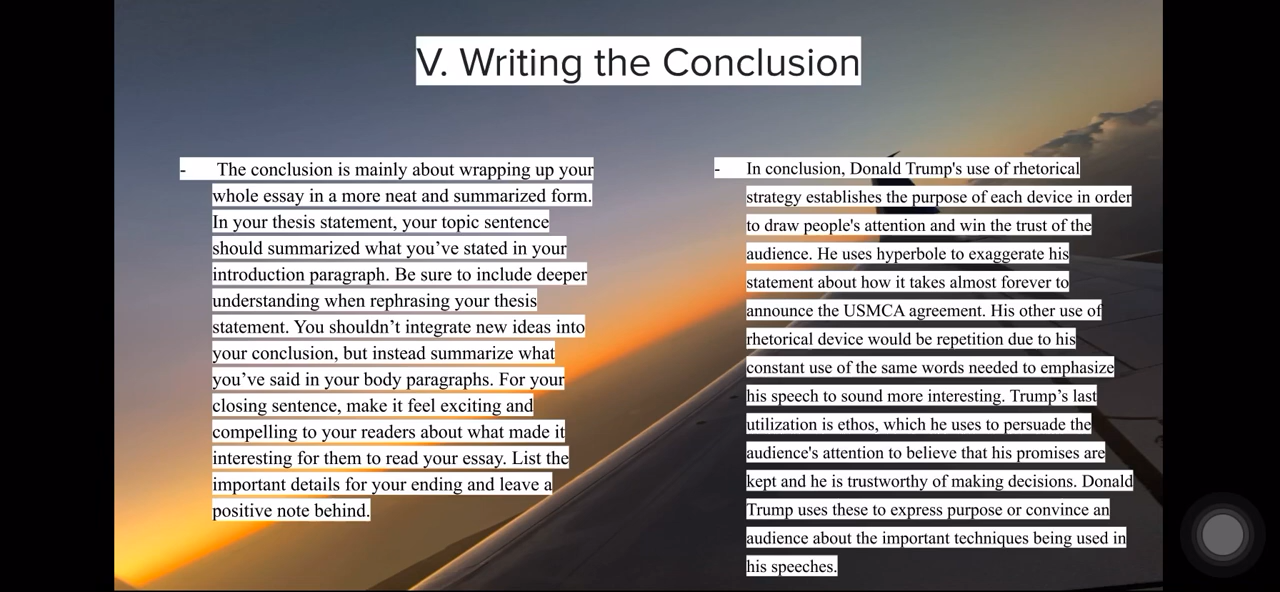 V. Writing the Conclusion
- The conclusion is mainly about wrapping up your
whole essay in a more neat and summarized form.
In your thesis statement, your topic sentence
should summarized what you’ve stated in your
introduction paragraph. Be sure to include deeper
understanding when rephrasing your thesis
statement. You shouldn’t integrate new ideas into
your conclusion, but instead summarize what
you’ve said in your body paragraphs. For your
closing sentence, make it feel exciting and
compelling to your readers about what made it
interesting for them to read your essay. List the
important details for your ending and leave a
positive note behind.
- In conclusion, Donald Trump's use of rhetorical
strategy establishes the purpose of each device in order
to draw people's attention and win the trust of the
audience. He uses hyperbole to exaggerate his
statement about how it takes almost forever to
announce the USMCA agreement. His other use of
rhetorical device would be repetition due to his
constant use of the same words needed to emphasize
his speech to sound more interesting. Trump’s last
utilization is ethos, which he uses to persuade the
audience's attention to believe that his promises are
kept and he is trustworthy of making decisions. Donald
Trump uses these to express purpose or convince an
audience about the important techniques being used in
his speeches.